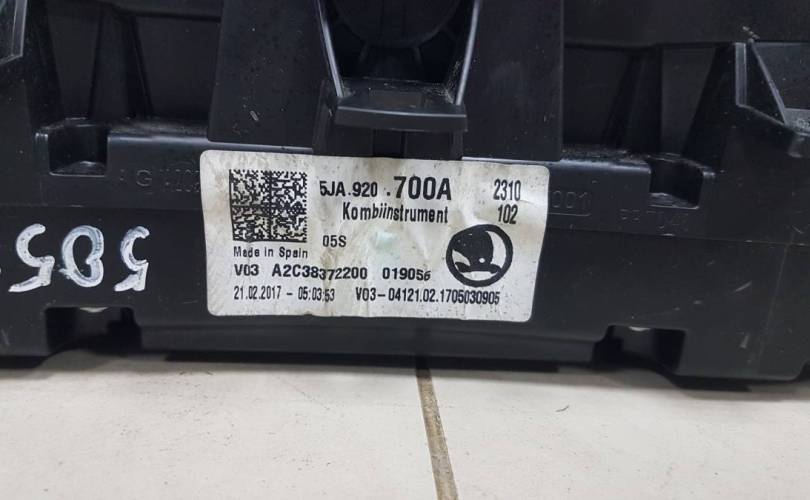 5JA.920 .700A 2310
Kombiinstrument 102
05S
Made in Spain
V03 A2C38372200 019056
21.02.2017 - 05:03:53 V03-04121.02.1705030905
505